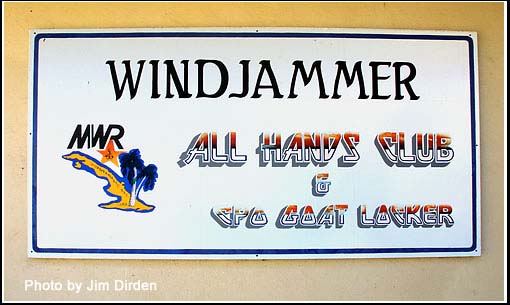 WINDJAMMER
MWR
ALL HANDS CLUB
&
CPO GOAT LOCKER
Photo by Jim Dirden